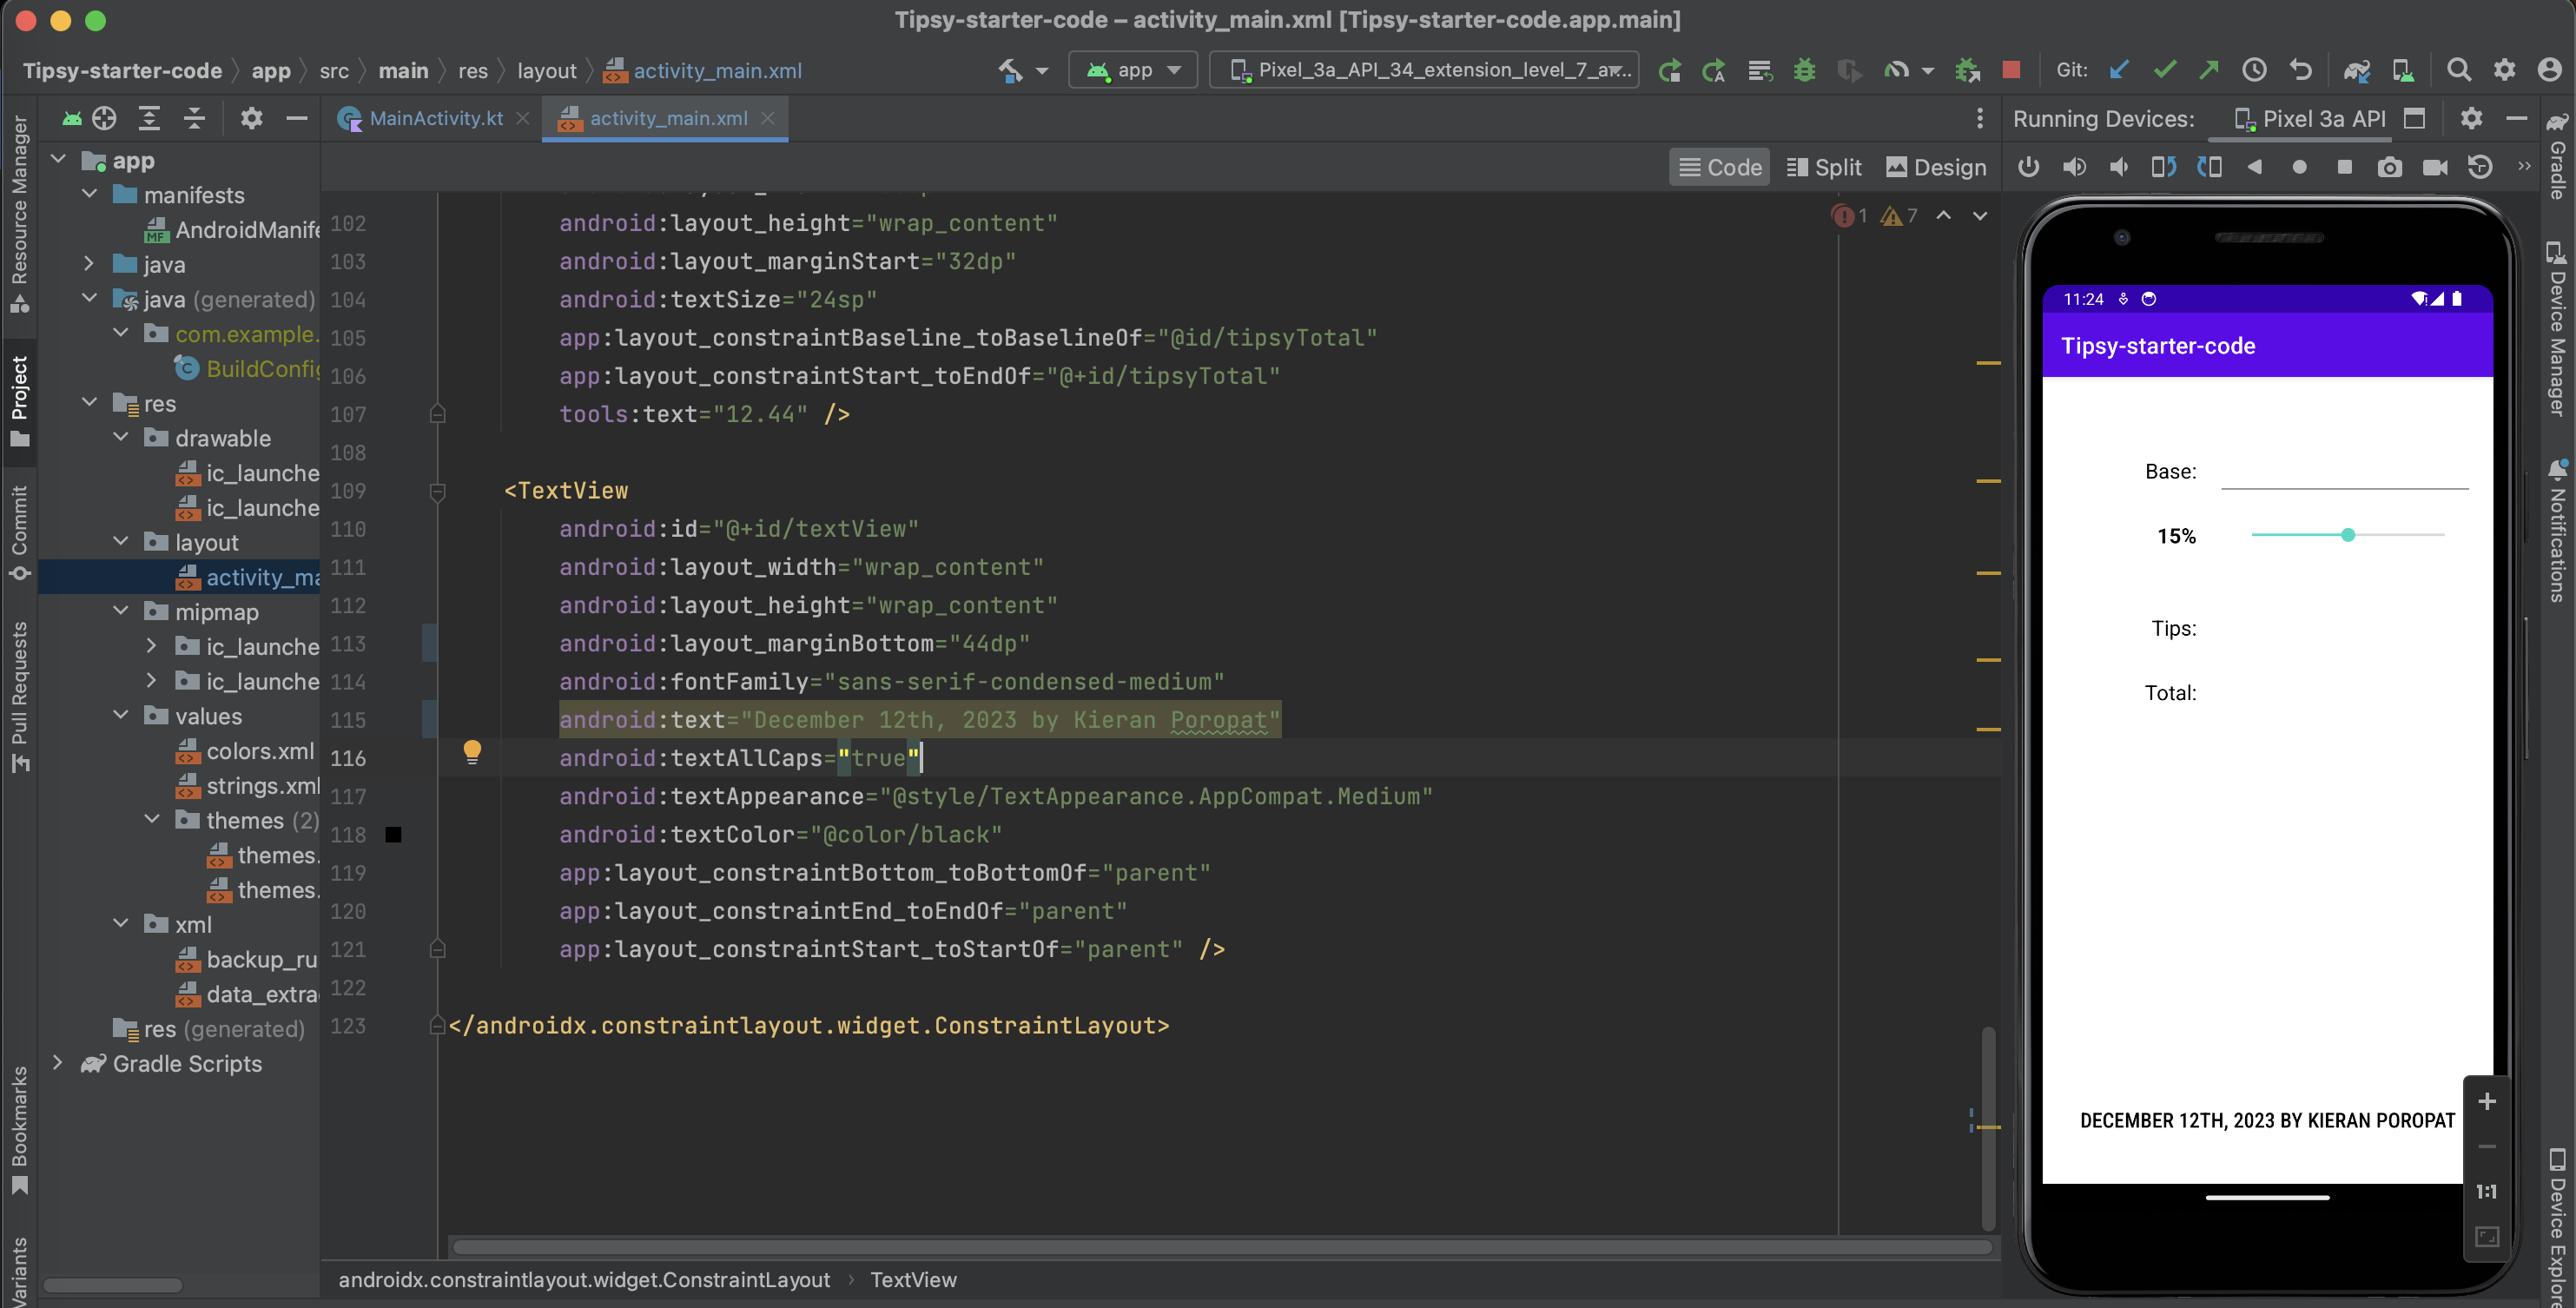 Tipsy-starter-code – activity_main.xml [Tipsy-starter-code.app.main]
Tipsy-starter-code app src main res layout activity_main.xml
app
Pixel_3a_API_34_extension_level_7_ar...
Git:
Resource Manager
Project
Commit
Pull Requests
Bookmarks
Variants
app
manifests
AndroidManife
java
java (generated)
com.example.
BuildConfig
res
drawable
ic_launche
ic_launche
layout
activity_ma
mipmap
ic_launche
ic_launche
values
colors.xml
strings.xml
themes (2)
themes.
themes.
xml
backup_ru
data_extra
res (generated)
Gradle Scripts
MainActivity.kt
activity_main.xml
Code Split Design
1 7
102 android:layout_height="wrap_content"
103 android:layout_marginStart="32dp"
104 android:textSize="24sp"
105 app:layout_constraintBaseline_toBaselineOf="@id/tipsyTotal"
106 app:layout_constraintStart_toEndOf="@+id/tipsyTotal"
107 tools:text="12.44" />
108
109 <TextView
110 android:id="@+id/textView"
111 android:layout_width="wrap_content"
112 android:layout_height="wrap_content"
113 android:layout_marginBottom="44dp"
114 android:fontFamily="sans-serif-condensed-medium"
115 android:text="December 12th, 2023 by Kieran Poropat"
116 android:textAllCaps="true"
117 android:textAppearance="@style/TextAppearance.AppCompat.Medium"
118 android:textColor="@color/black"
119 app:layout_constraintBottom_toBottomOf="parent"
120 app:layout_constraintEnd_toEndOf="parent"
121 app:layout_constraintStart_toStartOf="parent" />
122
123 </androidx.constraintlayout.widget.ConstraintLayout>
androidx.constraintlayout.widget.ConstraintLayout TextView
Running Devices: Pixel 3a API
11:24
Tipsy-starter-code
Base:
15%
Tips:
Total:
DECEMBER 12TH, 2023 BY KIERAN POROPAT
1:1
Gradle
Device Manager
Notifications
Device Explore